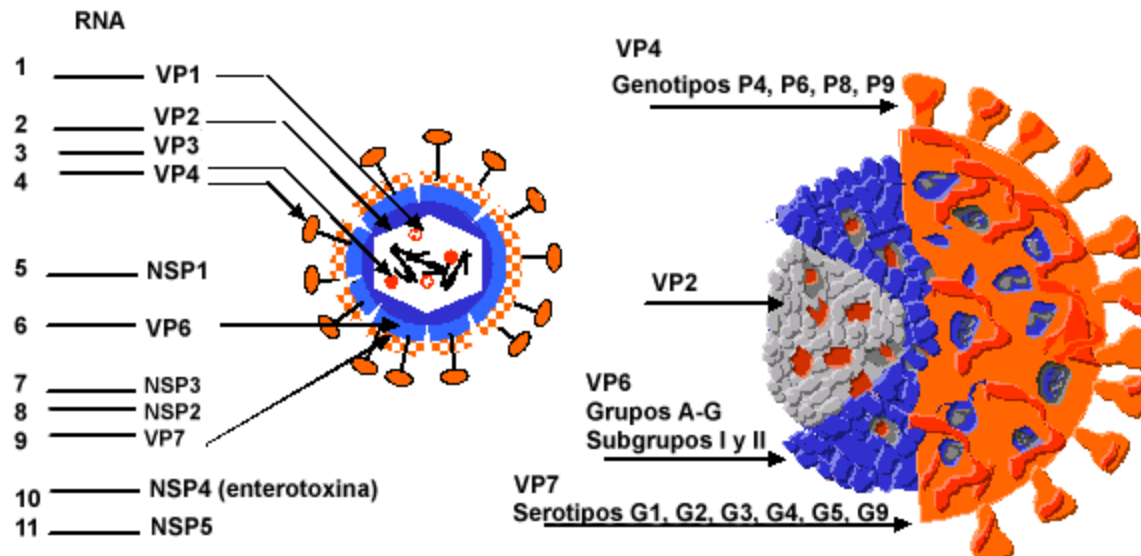 RNA
1 VP1
2 VP2
3 VP3
4 VP4
5 NSP1
6 VP6
7 NSP3
8 NSP2
9 VP7
10 NSP4 (enterotoxina)
11 NSP5
VP4
Genotipos P4, P6, P8, P9
VP2
VP6
Grupos A-G
Subgrupos I y II
VP7
Serotipos G1, G2, G3, G4, G5, G9